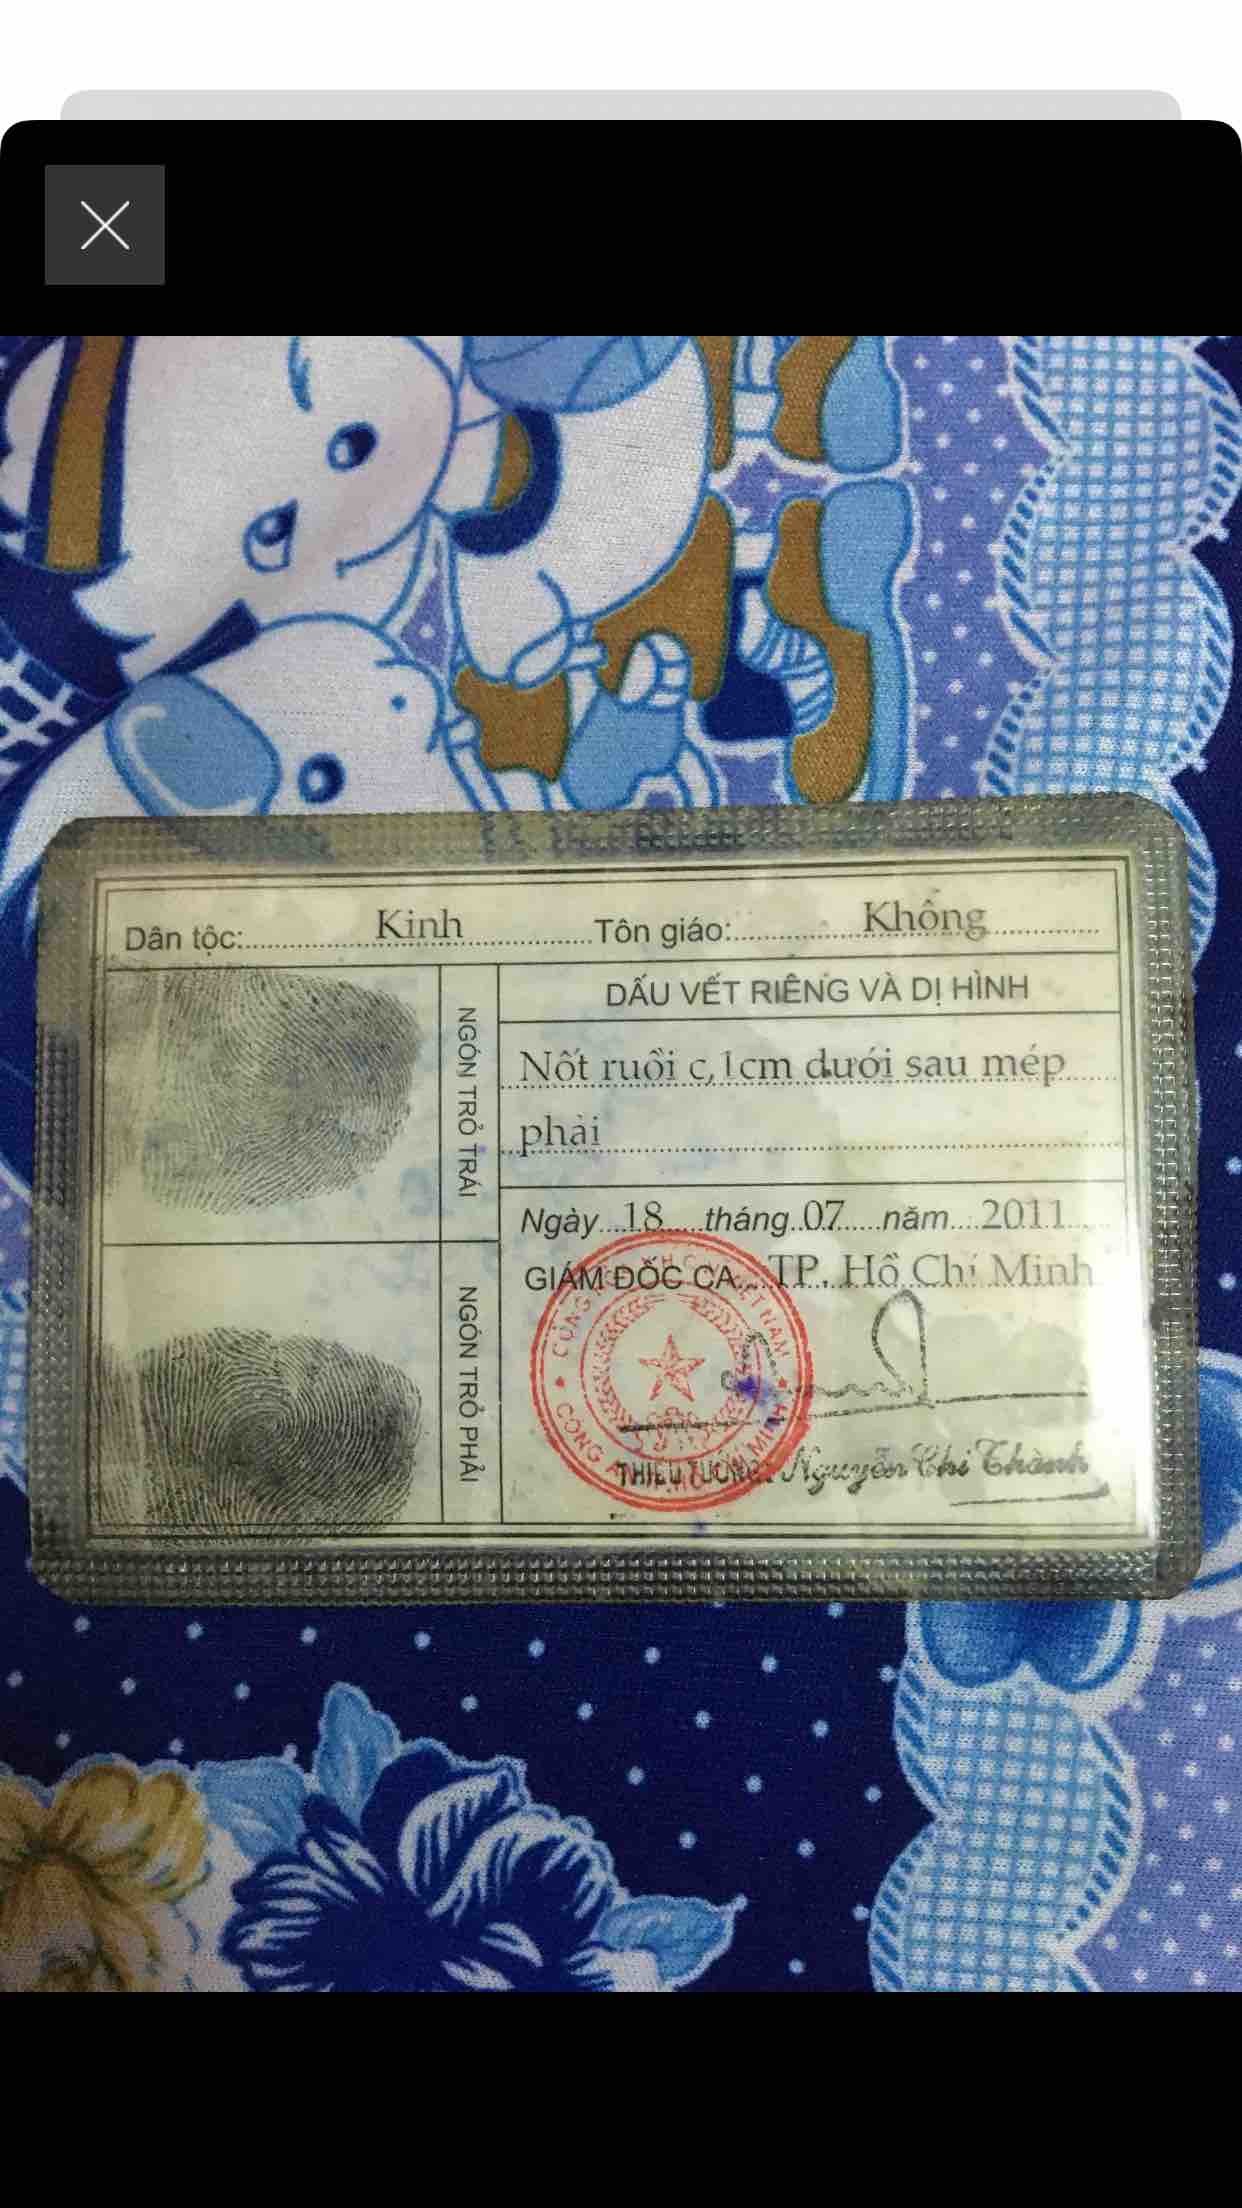 Dân tộc: Kinh Tôn giáo: Không
NGÓN TRỎ TRÁI
DẤU VẾT RIÊNG VÀ DỊ HÌNH
Nốt ruồi c,1cm dưới sau mép
phải
Ngày 18 tháng 07 năm 2011
GIÁM ĐỐC CA TP. Hồ Chí Minh
NGÓN TRỎ PHẢI
THIẾU TƯỚNG: Nguyễn Chí Thành